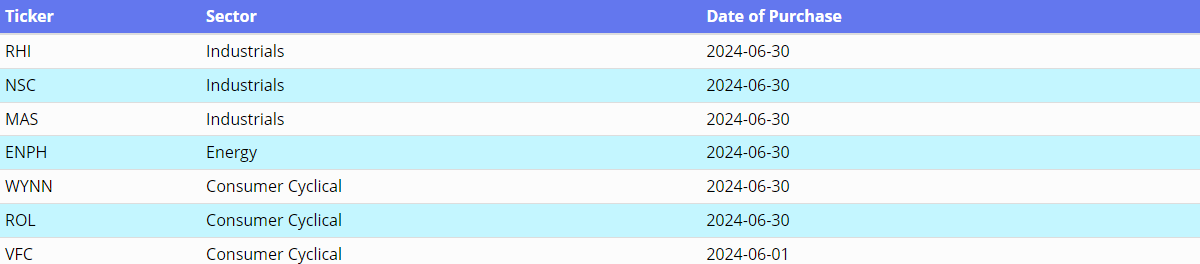 Ticker Sector Date of Purchase
RHI Industrials 2024-06-30
NSC Industrials 2024-06-30
MAS Industrials 2024-06-30
ENPH Energy 2024-06-30
WYNN Consumer Cyclical 2024-06-30
ROL Consumer Cyclical 2024-06-30
VFC Consumer Cyclical 2024-06-01